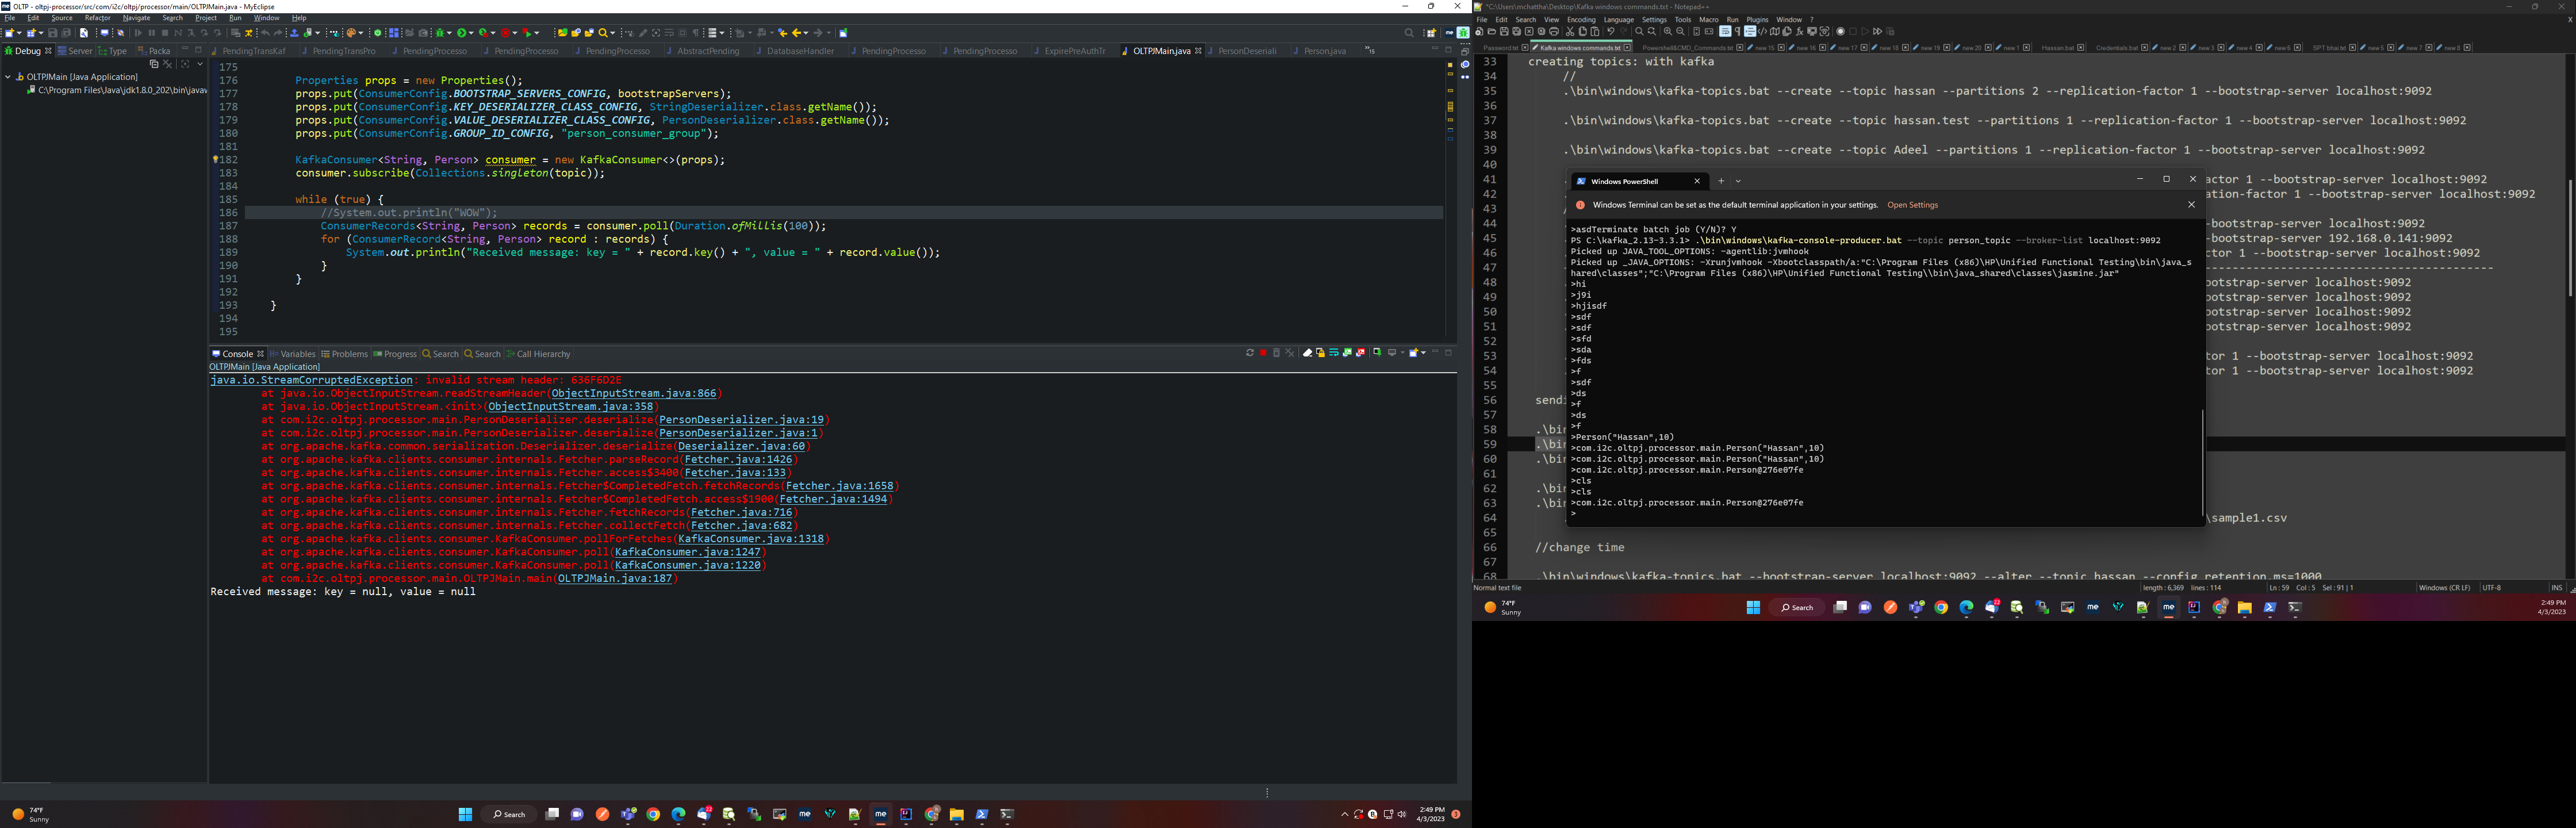 OLTP - oltpj-processor/src/com/i2c/oltpj/processor/main/OLTPJMain.java - MyEclipse
File Edit Source Refactor Navigate Search Project Run Window Help
Debug Server Type Packa
OLTPJMain [Java Application]
C:\Program Files\Java\jdk1.8.0_202\bin\javaw
PendingTransKaf PendingTransPro PendingProcesso PendingProcesso PendingProcesso AbstractPending DatabaseHandler PendingProcesso PendingProcesso ExpirePreAuthTr OLTPJMain.java PersonDeseriali Person.java 15
175
176 Properties props = new Properties();
177 props.put(ConsumerConfig.BOOTSTRAP_SERVERS_CONFIG, bootstrapServers);
178 props.put(ConsumerConfig.KEY_DESERIALIZER_CLASS_CONFIG, StringDeserializer.class.getName());
179 props.put(ConsumerConfig.VALUE_DESERIALIZER_CLASS_CONFIG, PersonDeserializer.class.getName());
180 props.put(ConsumerConfig.GROUP_ID_CONFIG, "person_consumer_group");
181
182 KafkaConsumer<String, Person> consumer = new KafkaConsumer<>(props);
183 consumer.subscribe(Collections.singleton(topic));
184
185 while (true) {
186 //System.out.println("WOW");
187 ConsumerRecords<String, Person> records = consumer.poll(Duration.ofMillis(100));
188 for (ConsumerRecord<String, Person> record : records) {
189 System.out.println("Received message: key = " + record.key() + ", value = " + record.value());
190 }
191 }
192
193 }
194
195
Console Variables Problems Progress Search Search Call Hierarchy
OLTPJMain [Java Application]
java.io.StreamCorruptedException: invalid stream header: 636F6D2E
at java.io.ObjectInputStream.readStreamHeader(ObjectInputStream.java:866)
at java.io.ObjectInputStream.<init>(ObjectInputStream.java:358)
at com.i2c.oltpj.processor.main.PersonDeserializer.deserialize(PersonDeserializer.java:19)
at com.i2c.oltpj.processor.main.PersonDeserializer.deserialize(PersonDeserializer.java:1)
at org.apache.kafka.common.serialization.Deserializer.deserialize(Deserializer.java:60)
at org.apache.kafka.clients.consumer.internals.Fetcher.parseRecord(Fetcher.java:1426)
at org.apache.kafka.clients.consumer.internals.Fetcher.access$3400(Fetcher.java:133)
at org.apache.kafka.clients.consumer.internals.Fetcher$CompletedFetch.fetchRecords(Fetcher.java:1658)
at org.apache.kafka.clients.consumer.internals.Fetcher$CompletedFetch.access$1900(Fetcher.java:1494)
at org.apache.kafka.clients.consumer.internals.Fetcher.fetchRecords(Fetcher.java:716)
at org.apache.kafka.clients.consumer.internals.Fetcher.collectFetch(Fetcher.java:682)
at org.apache.kafka.clients.consumer.KafkaConsumer.pollForFetches(KafkaConsumer.java:1318)
at org.apache.kafka.clients.consumer.KafkaConsumer.poll(KafkaConsumer.java:1247)
at org.apache.kafka.clients.consumer.KafkaConsumer.poll(KafkaConsumer.java:1220)
at com.i2c.oltpj.processor.main.OLTPJMain.main(OLTPJMain.java:187)
Received message: key = null, value = null
74°F
Sunny
Search
2:49 PM
4/3/2023
*C:\Users\mchattha\Desktop\Kafka windows commands.txt - Notepad++
File Edit Search View Encoding Language Settings Tools Macro Run Plugins Window ?
Password.txt Kafka windows commands.txt Powershell&CMD_Commands.txt new 15 new 16 new 17 new 18 new 19 new 20 new 1 Hassan.bat Credentials.bat new 2 new 3 new 4 new 6 SPT bhai.txt new 5 new 7 new 8
33 creating topics: with kafka
34 //
35 .\bin\windows\kafka-topics.bat --create --topic hassan --partitions 2 --replication-factor 1 --bootstrap-server localhost:9092
36
37 .\bin\windows\kafka-topics.bat --create --topic hassan.test --partitions 1 --replication-factor 1 --bootstrap-server localhost:9092
38
39 .\bin\windows\kafka-topics.bat --create --topic Adeel --partitions 1 --replication-factor 1 --bootstrap-server localhost:9092
40
41 actor 1 --bootstrap-server localhost:9092
42 ation-factor 1 --bootstrap-server localhost:9092
43
44 bootstrap-server localhost:9092
45 bootstrap-server 192.168.0.141:9092
46 tor 1 --bootstrap-server localhost:9092
47
48 bootstrap-server localhost:9092
49 bootstrap-server localhost:9092
50 bootstrap-server localhost:9092
51 bootstrap-server localhost:9092
52
53 tor 1 --bootstrap-server localhost:9092
54 tor 1 --bootstrap-server localhost:9092
55
56 sendi
57
58 .\bin
59 .\bin
60 .\bin
61
62 .\bin
63 .\bin
64 \sample1.csv
65
66 //change time
67
68 .\bin\windows\kafka-topics.bat --bootstrap-server localhost:9092 --alter --topic hassan --config retention.ms=1000
Windows PowerShell
Windows Terminal can be set as the default terminal application in your settings. Open Settings
>asdTerminate batch job (Y/N)? Y
PS C:\kafka_2.13-3.3.1> .\bin\windows\kafka-console-producer.bat --topic person_topic --broker-list localhost:9092
Picked up JAVA_TOOL_OPTIONS: -agentlib:jvmhook
Picked up _JAVA_OPTIONS: -Xrunjvmhook -Xbootclasspath/a:"C:\Program Files (x86)\HP\Unified Functional Testing\bin\java_s
hared\classes";"C:\Program Files (x86)\HP\Unified Functional Testing\\bin\java_shared\classes\jasmine.jar"
>hi
>j9i
>hjisdf
>sdf
>sdf
>sfd
>sda
>fds
>f
>sdf
>ds
>f
>ds
>f
>Person("Hassan",10)
>com.i2c.oltpj.processor.main.Person("Hassan",10)
>com.i2c.oltpj.processor.main.Person("Hassan",10)
>com.i2c.oltpj.processor.main.Person@276e07fe
>cls
>cls
>com.i2c.oltpj.processor.main.Person@276e07fe
>
Normal text file length : 6,369 lines : 114 Ln : 59 Col : 5 Sel : 91 | 1 Windows (CR LF) UTF-8 INS
74°F
Sunny
Search
2:49 PM
4/3/2023